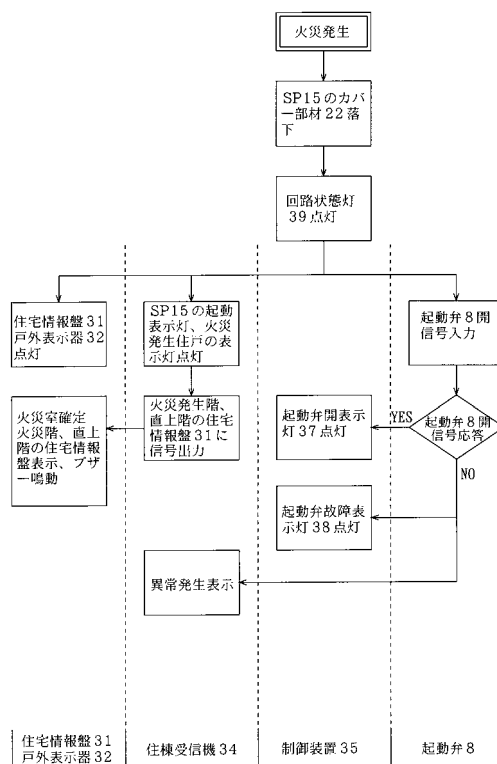 火災発生
SP15のカバ
ー部材22落
下
回路状態灯
39点灯
住宅情報盤31
戸外表示器32
点灯
SP15の起動
表示灯、火災
発生住戸の表
示灯点灯
起動弁8開
信号入力
火災室確定
火災階、直上
階の住宅情報
盤表示、ブザ
ー鳴動
火災発生階、
直上階の住宅
情報盤31に
信号出力
起動弁開表示
灯37点灯
YES
起動弁8開
信号応答
NO
起動弁故障表
示灯38点灯
異常発生表示
住宅情報盤31
戸外表示器32
住棟受信機34
制御装置35
起動弁8